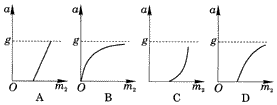 a a a a
g g g g
O m₂ O m₂ O m₂ O m₂
A B C D